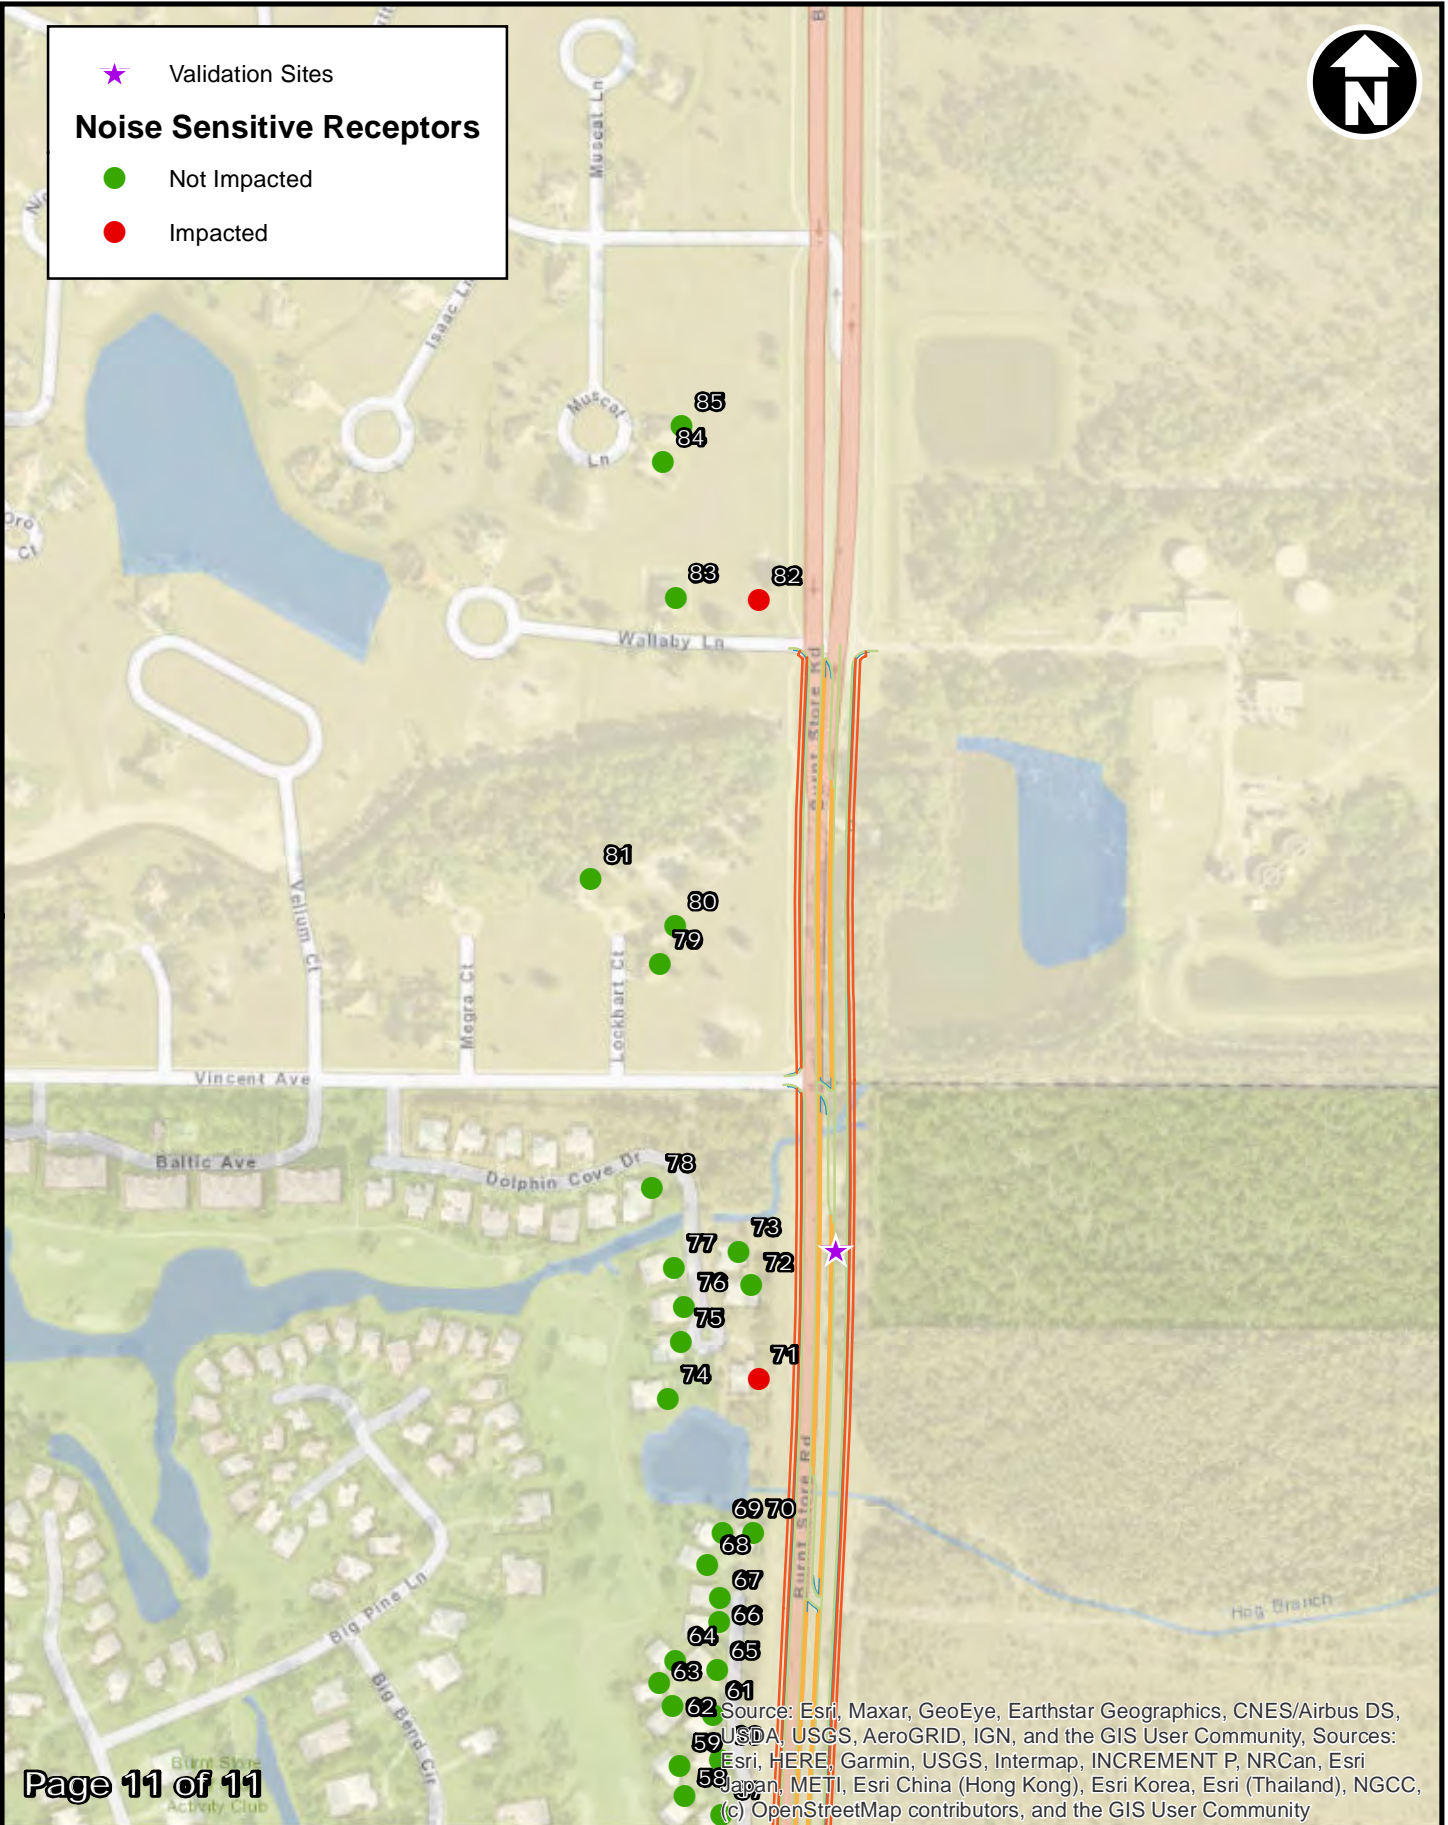 Validation Sites
Noise Sensitive Receptors
Not Impacted
Impacted
N
Muscat Ln
Isaac Ln
Muscat
Ln
85
84
Oro
Ct
83
82
Wallaby Ln
Burnt Store Rd
81
80
79
Vellum Ct
Megra Ct
Lockhart Ct
Vincent Ave
Baltic Ave
Dolphin Cove Dr
78
73
77
72
76
75
71
74
Burnt Store Rd
69 70
68
67
66
64
65
63
61
62
59
58
Big Pine Ln
Big Bend Cir
Hog Branch
Burnt Store
Activity Club
Page 11 of 11
Source: Esri, Maxar, GeoEye, Earthstar Geographics, CNES/Airbus DS,
USDA, USGS, AeroGRID, IGN, and the GIS User Community, Sources:
Esri, HERE, Garmin, USGS, Intermap, INCREMENT P, NRCan, Esri
Japan, METI, Esri China (Hong Kong), Esri Korea, Esri (Thailand), NGCC,
(c) OpenStreetMap contributors, and the GIS User Community